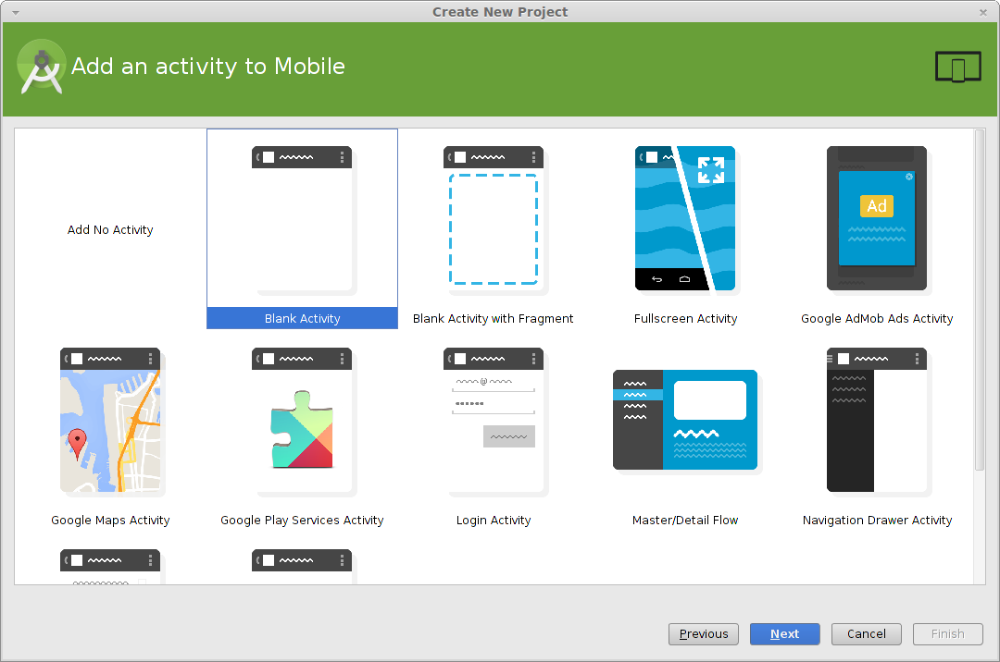 Create New Project
Add an activity to Mobile
Add No Activity
Blank Activity
Blank Activity with Fragment
Fullscreen Activity
Ad
Google AdMob Ads Activity
Google Maps Activity
Google Play Services Activity
@
Login Activity
Master/Detail Flow
Navigation Drawer Activity
Previous
Next
Cancel
Finish